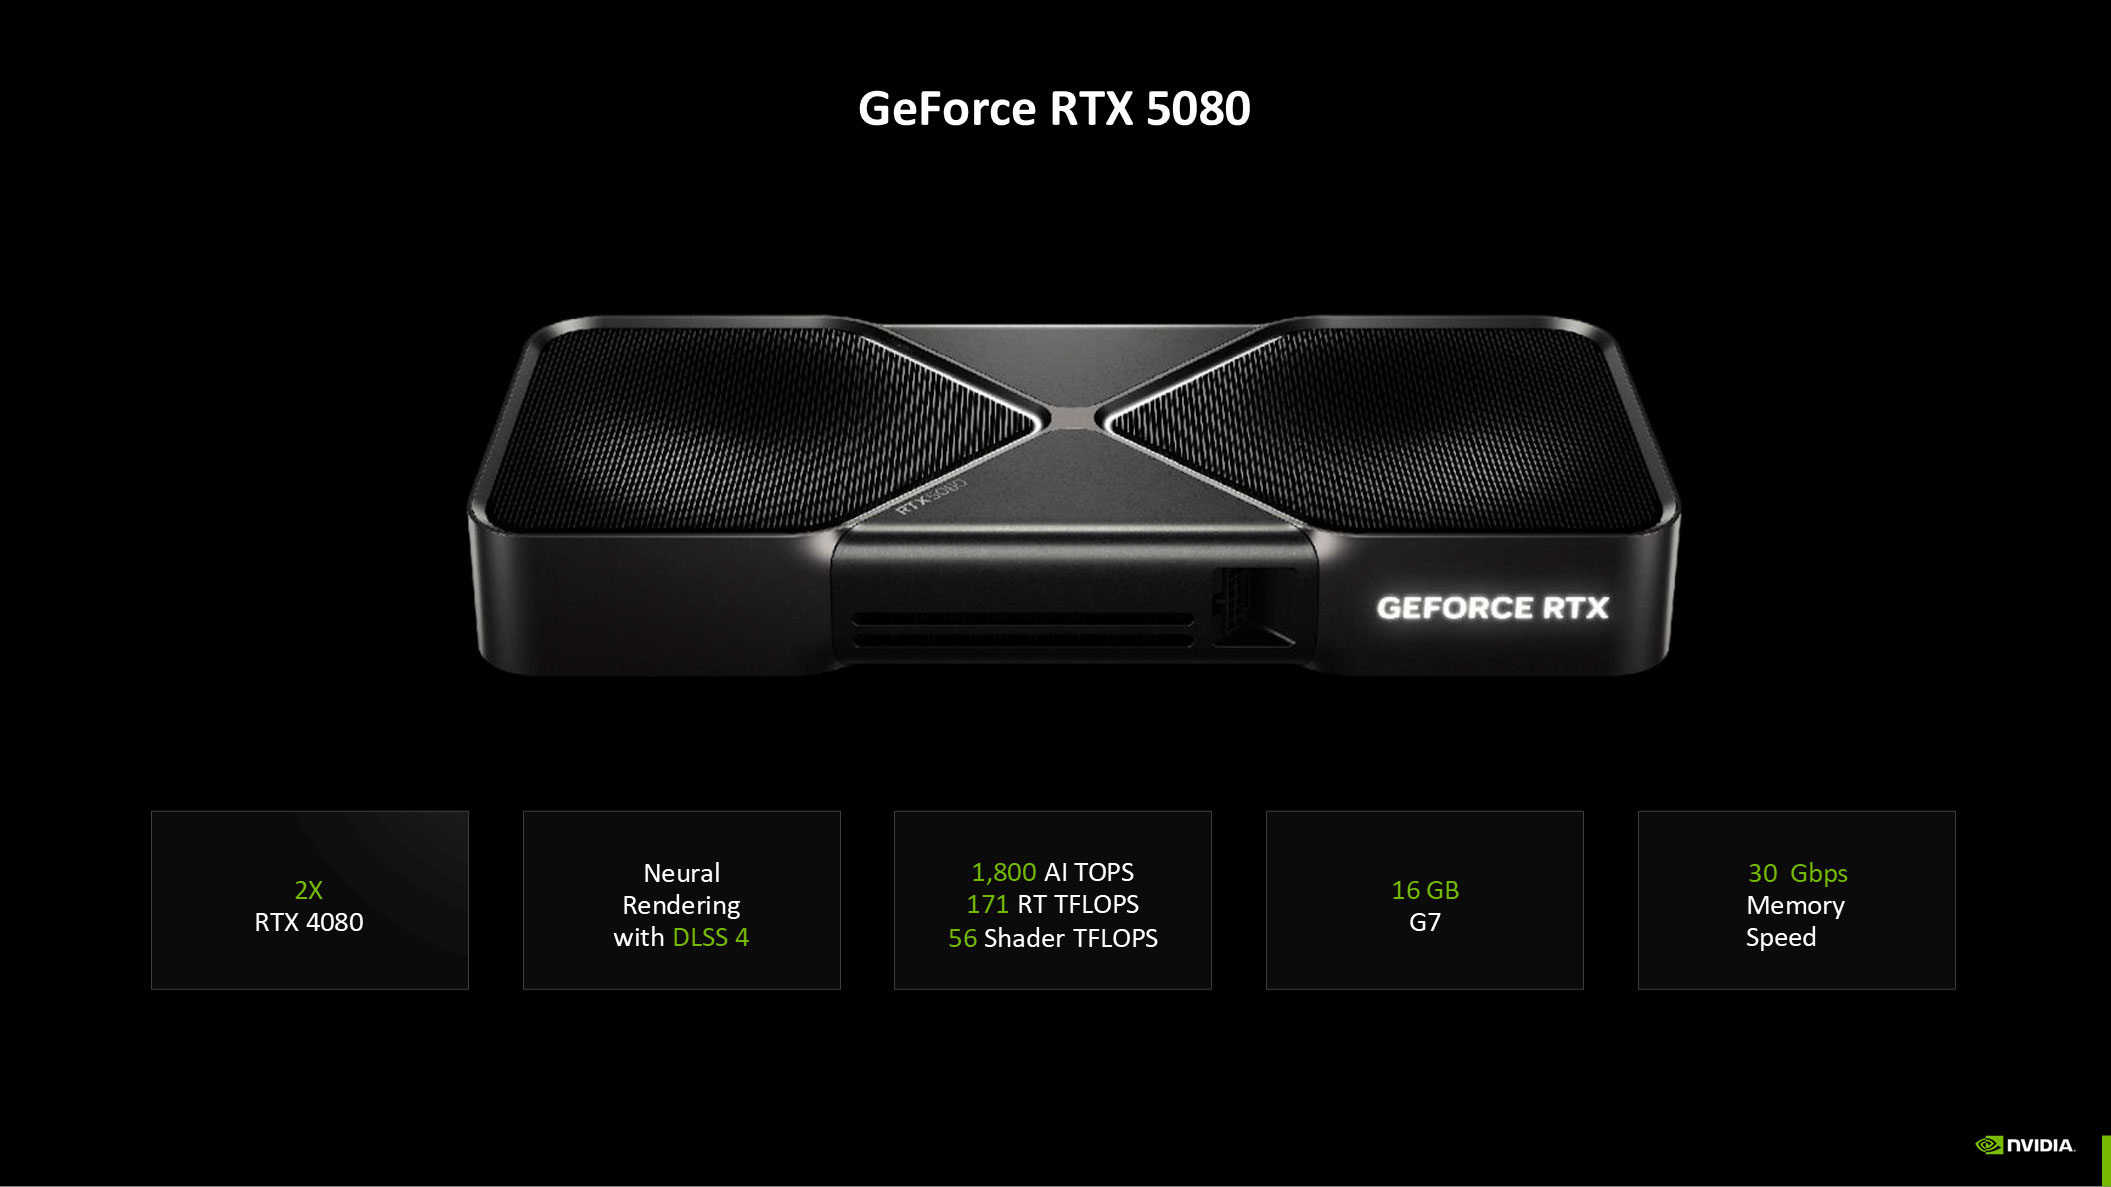 GeForce RTX 5080
RTX 5080
GEFORCE RTX
2X
RTX 4080
Neural
Rendering
with DLSS 4
1,800 AI TOPS
171 RT TFLOPS
56 Shader TFLOPS
16 GB
G7
30 Gbps
Memory
Speed
NVIDIA.